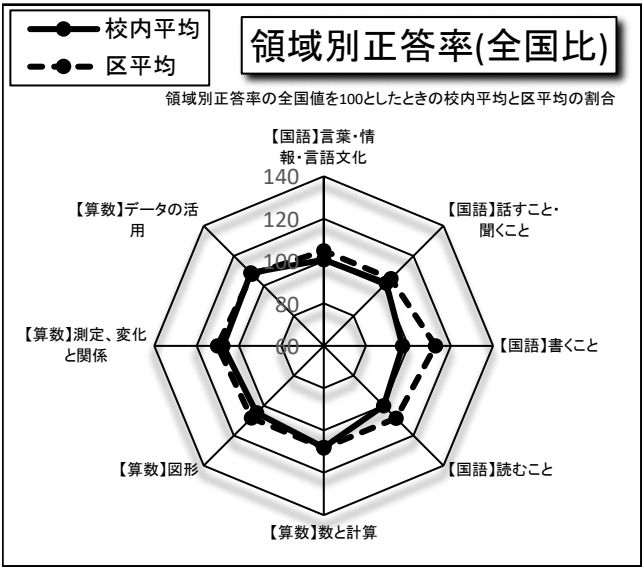 校内平均
区平均
領域別正答率(全国比)
領域別正答率の全国値を100としたときの校内平均と区平均の割合
【国語】言葉・情
報・言語文化
【国語】話すこと・
聞くこと
【国語】書くこと
【国語】読むこと
【算数】数と計算
【算数】図形
【算数】測定、変化
と関係
【算数】データの活
用
140
120
100
80
60